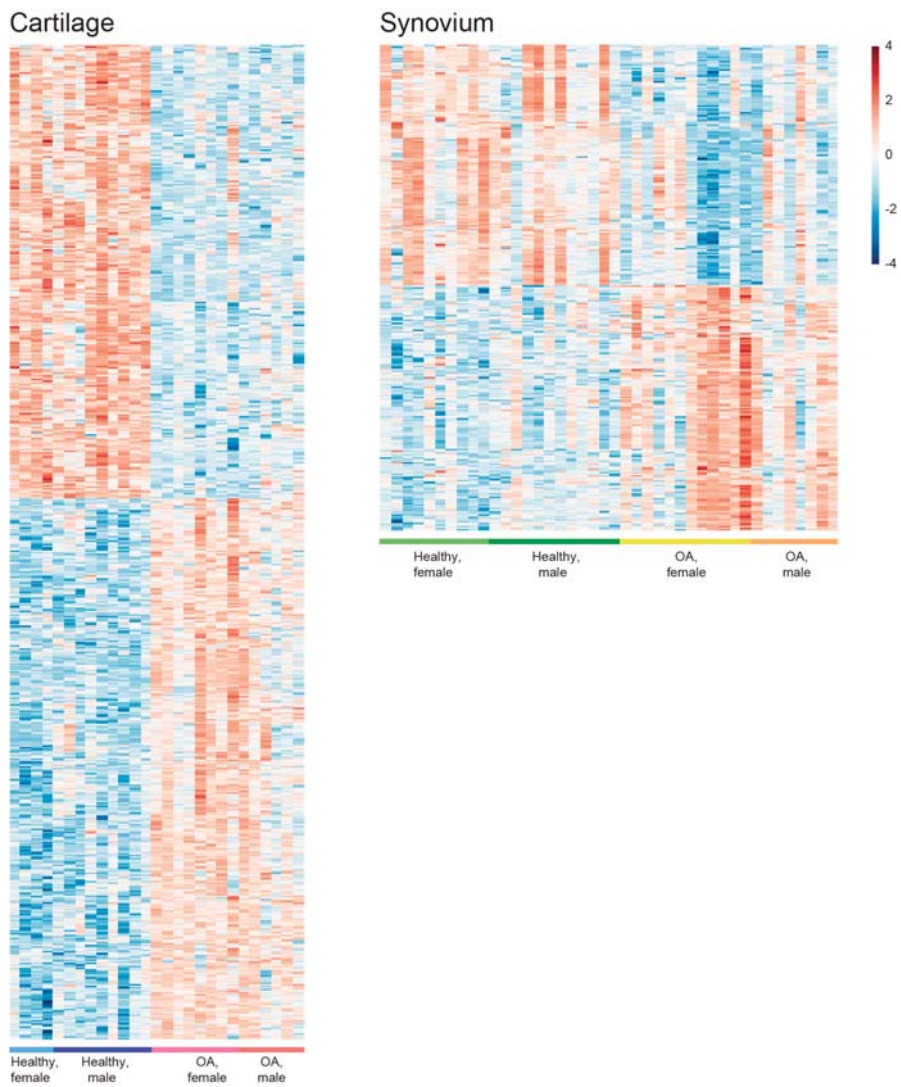 Cartilage
Synovium
4
2
0
-2
-4
Healthy,
female
Healthy,
male
OA,
female
OA,
male
Healthy,
female
Healthy,
male
OA,
female
OA,
male